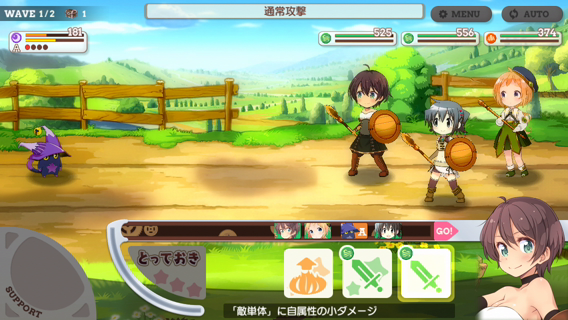 WAVE 1/2 1
通常攻撃
MENU
AUTO
181
A
525
556
374
GO!
とっておき
SUPPORT
「敵単体」に自属性の小ダメージ